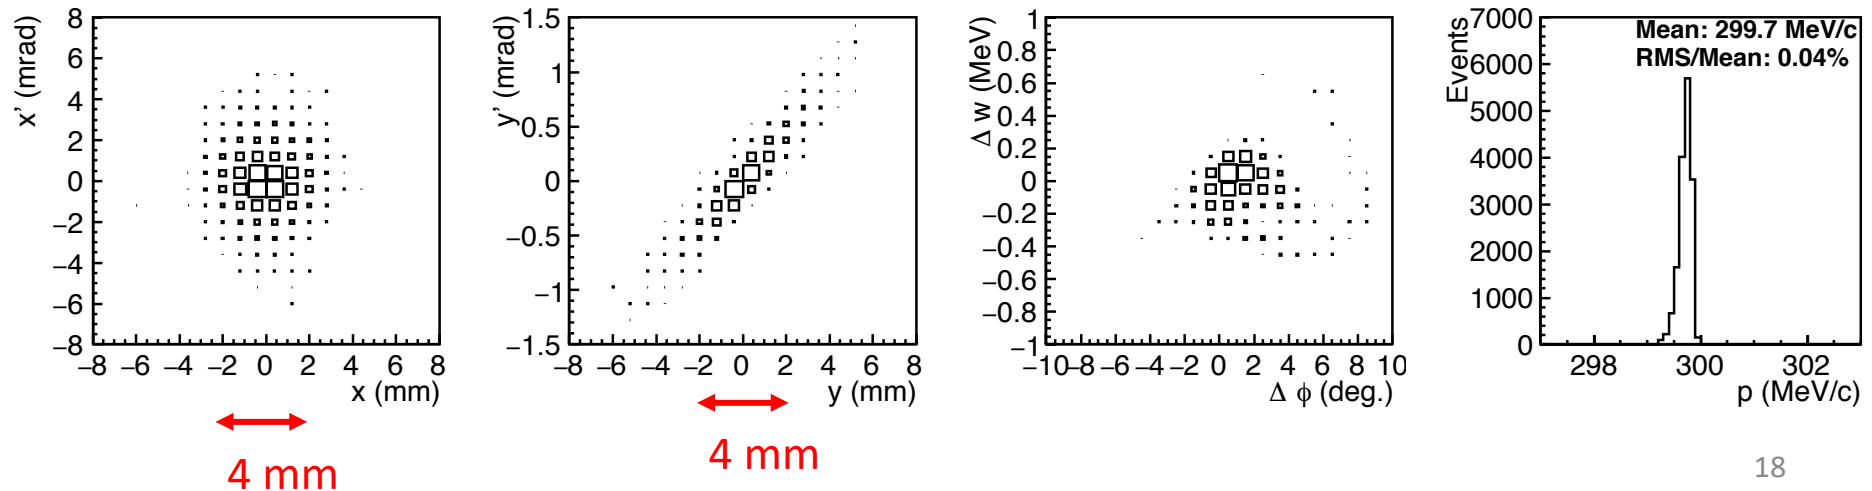 x' (mrad)
8
6
4
2
0
−2
−4
−6
−8
−8 −6 −4 −2 0 2 4 6 8
x (mm)
4 mm
y' (mrad)
1.5
1
0.5
0
−0.5
−1
−1.5
−8 −6 −4 −2 0 2 4 6 8
y (mm)
4 mm
Δ w (MeV)
1
0.8
0.6
0.4
0.2
0
−0.2
−0.4
−0.6
−0.8
−1
−10 −8 −6 −4 −2 0 2 4 6 8 10
Δ ϕ (deg.)
Events
7000
6000
5000
4000
3000
2000
1000
0
Mean: 299.7 MeV/c
RMS/Mean: 0.04%
298 300 302
p (MeV/c)
18